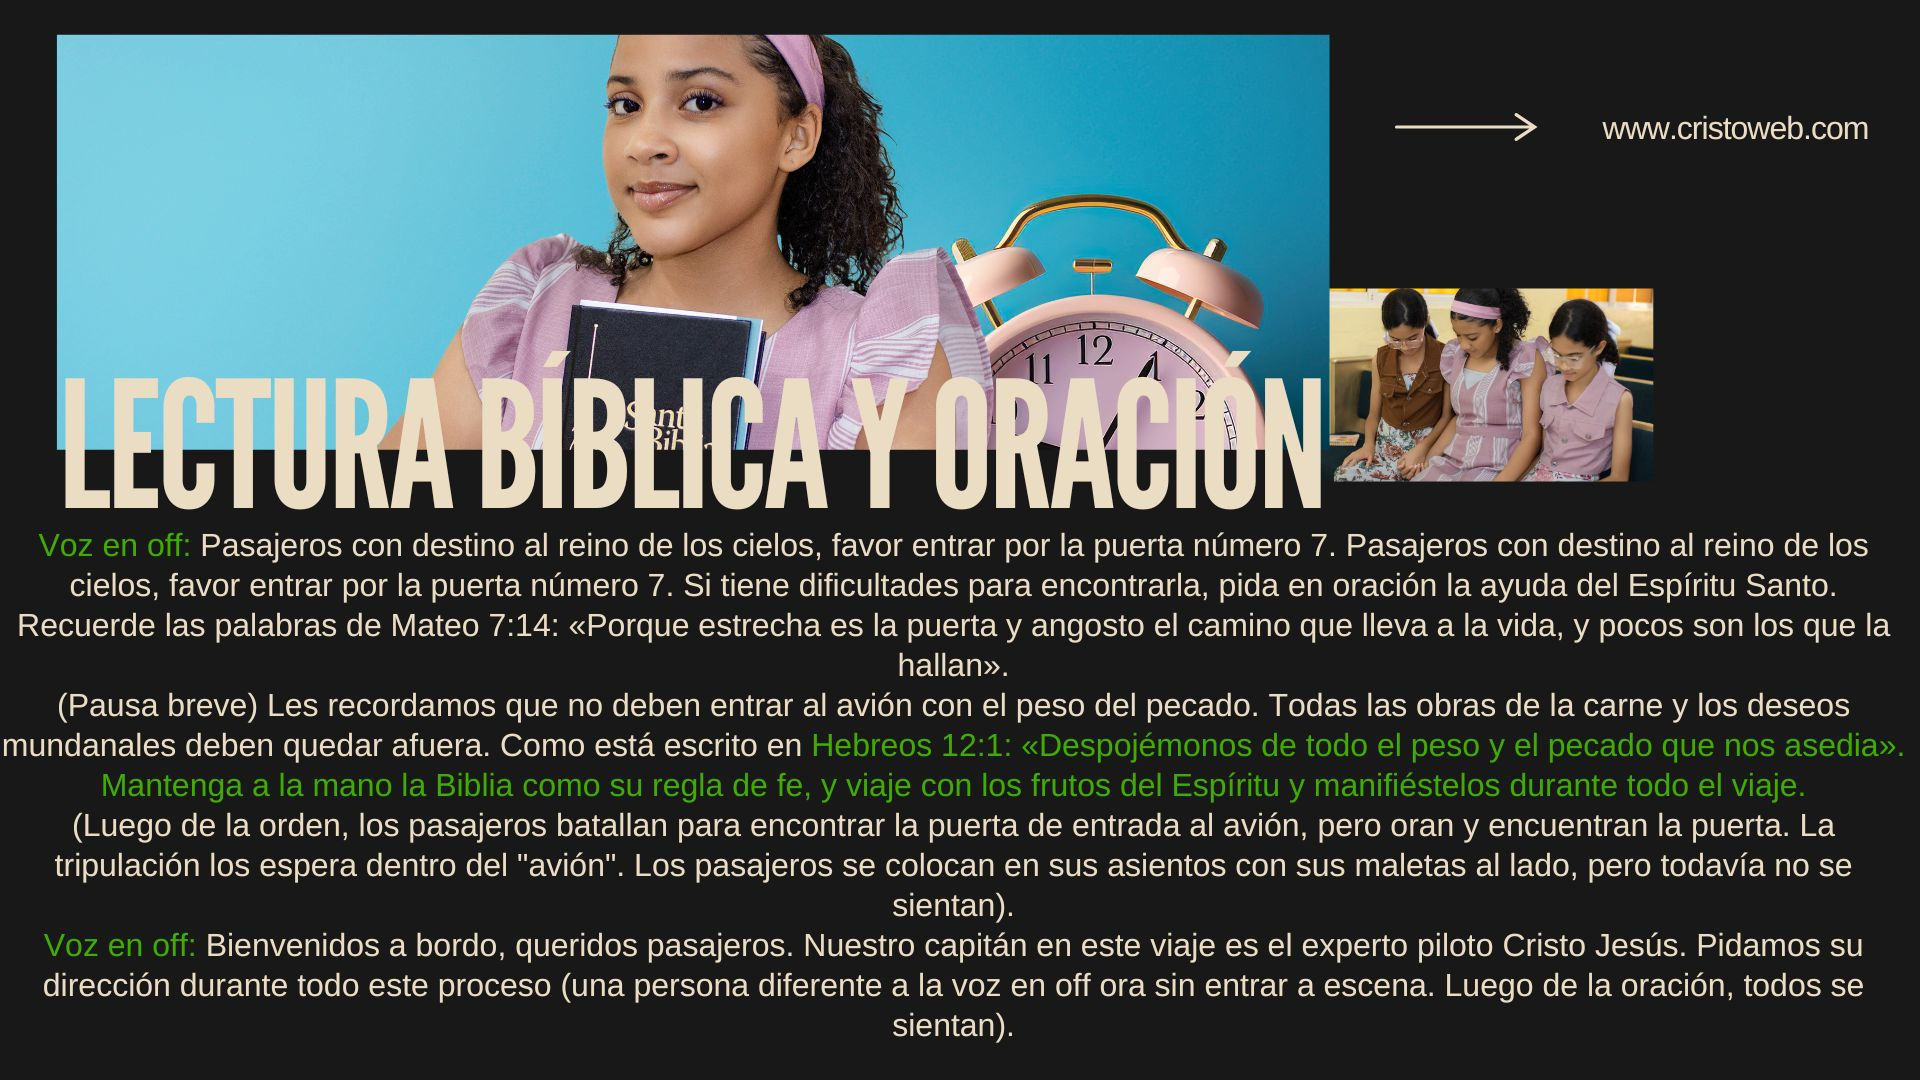 www.cristoweb.com
11 12 1
2
Santa
Biblia
LECTURA BÍBLICA Y ORACIÓN
Voz en off: Pasajeros con destino al reino de los cielos, favor entrar por la puerta número 7. Pasajeros con destino al reino de los
cielos, favor entrar por la puerta número 7. Si tiene dificultades para encontrarla, pida en oración la ayuda del Espíritu Santo.
Recuerde las palabras de Mateo 7:14: «Porque estrecha es la puerta y angosto el camino que lleva a la vida, y pocos son los que la
hallan».
(Pausa breve) Les recordamos que no deben entrar al avión con el peso del pecado. Todas las obras de la carne y los deseos
mundanales deben quedar afuera. Como está escrito en Hebreos 12:1: «Despojémonos de todo el peso y el pecado que nos asedia».
Mantenga a la mano la Biblia como su regla de fe, y viaje con los frutos del Espíritu y manifiéstelos durante todo el viaje.
(Luego de la orden, los pasajeros batallan para encontrar la puerta de entrada al avión, pero oran y encuentran la puerta. La
tripulación los espera dentro del "avión". Los pasajeros se colocan en sus asientos con sus maletas al lado, pero todavía no se
sientan).
Voz en off: Bienvenidos a bordo, queridos pasajeros. Nuestro capitán en este viaje es el experto piloto Cristo Jesús. Pidamos su
dirección durante todo este proceso (una persona diferente a la voz en off ora sin entrar a escena. Luego de la oración, todos se
sientan).